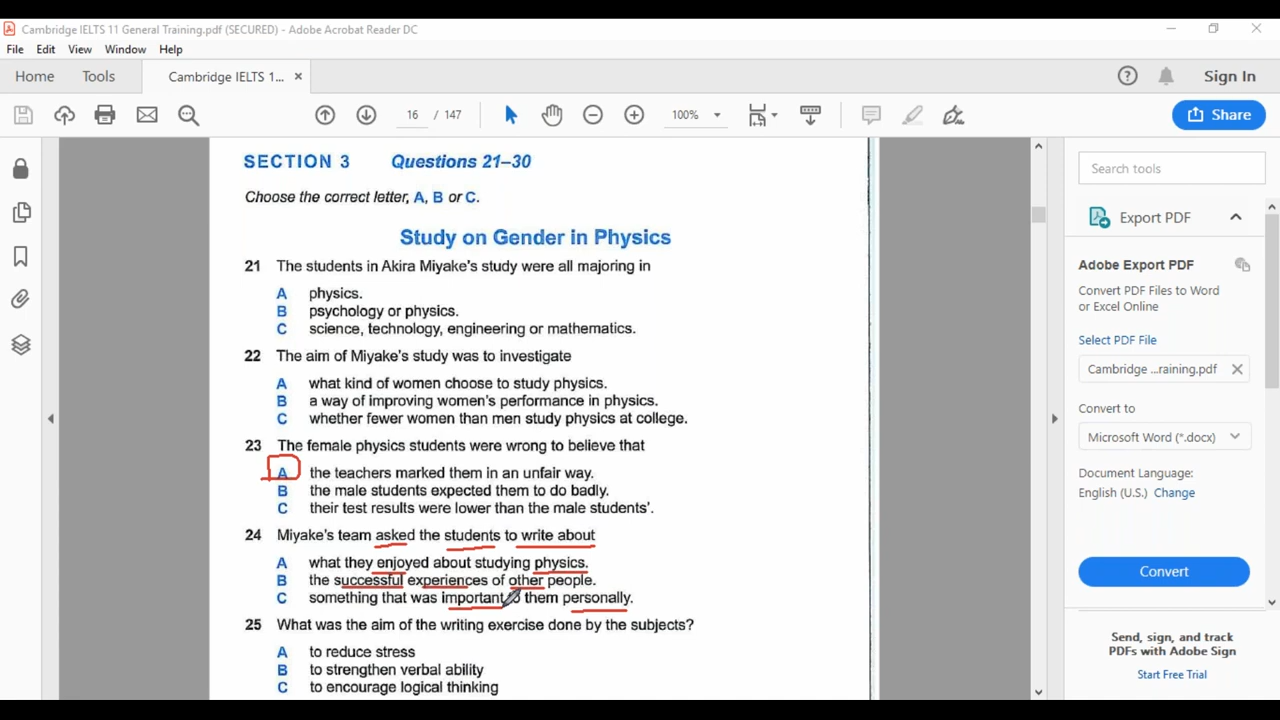 Cambridge IELTS 11 General Training.pdf (SECURED) - Adobe Acrobat Reader DC
File Edit View Window Help
Home Tools Cambridge IELTS 1... × Sign In
16 / 147 100% Share
SECTION 3 Questions 21–30
Choose the correct letter, A, B or C.
Study on Gender in Physics
21 The students in Akira Miyake's study were all majoring in
A physics.
B psychology or physics.
C science, technology, engineering or mathematics.
22 The aim of Miyake's study was to investigate
A what kind of women choose to study physics.
B a way of improving women's performance in physics.
C whether fewer women than men study physics at college.
23 The female physics students were wrong to believe that
A the teachers marked them in an unfair way.
B the male students expected them to do badly.
C their test results were lower than the male students'.
24 Miyake's team asked the students to write about
A what they enjoyed about studying physics.
B the successful experiences of other people.
C something that was important to them personally.
25 What was the aim of the writing exercise done by the subjects?
A to reduce stress
B to strengthen verbal ability
C to encourage logical thinking
Search tools
Export PDF
Adobe Export PDF
Convert PDF Files to Word
or Excel Online
Select PDF File
Cambridge ...raining.pdf
Convert to
Microsoft Word (*.docx)
Document Language:
English (U.S.) Change
Convert
Send, sign, and track
PDFs with Adobe Sign
Start Free Trial